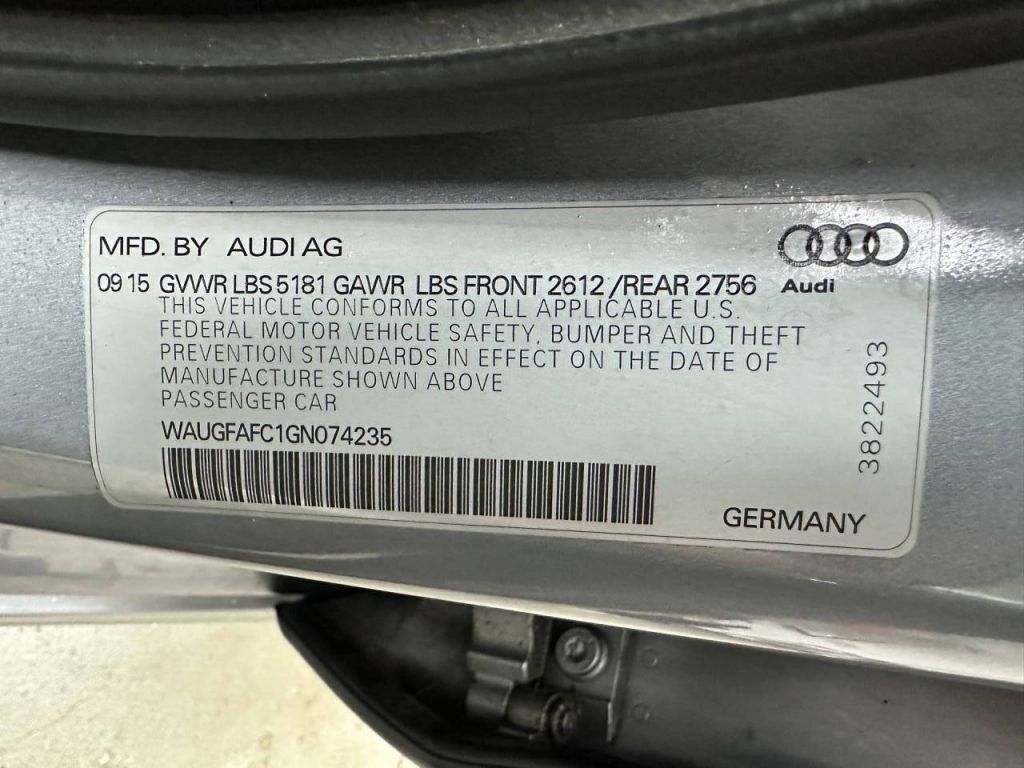 MFD. BY AUDI AG
09 15 GVWR LBS 5181 GAWR LBS FRONT 2612 /REAR 2756
Audi
THIS VEHICLE CONFORMS TO ALL APPLICABLE U.S.
FEDERAL MOTOR VEHICLE SAFETY, BUMPER AND THEFT
PREVENTION STANDARDS IN EFFECT ON THE DATE OF
MANUFACTURE SHOWN ABOVE
PASSENGER CAR
WAUGFAFC1GN074235
3822493
GERMANY